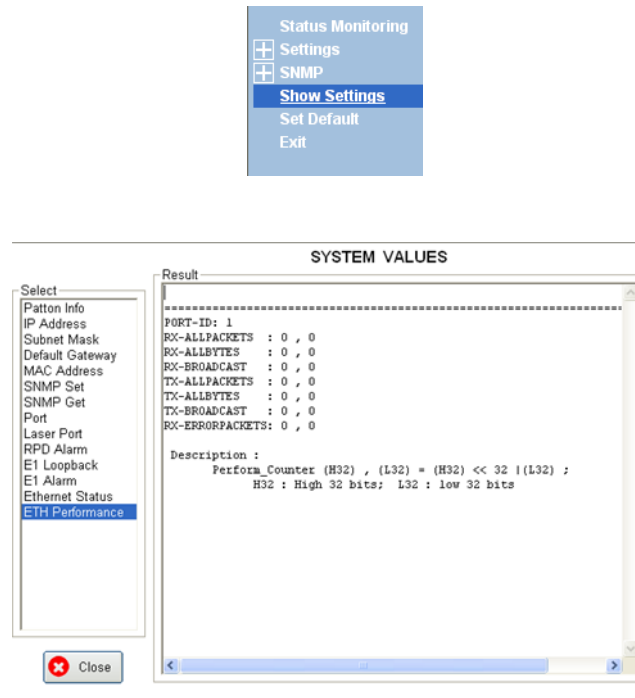 Status Monitoring
Settings
SNMP
Show Settings
Set Default
Exit
SYSTEM VALUES
Select
Patton Info
IP Address
Subnet Mask
Default Gateway
MAC Address
SNMP Set
SNMP Get
Port
Laser Port
RPD Alarm
E1 Loopback
E1 Alarm
Ethernet Status
ETH Performance
Close
Result
===================================================================
PORT-ID: 1
RX-ALLPACKETS : 0 , 0
RX-ALLBYTES : 0 , 0
RX-BROADCAST : 0 , 0
TX-ALLPACKETS : 0 , 0
TX-ALLBYTES : 0 , 0
TX-BROADCAST : 0 , 0
RX-ERRORPACKETS: 0 , 0
Description :
Perform_Counter (H32) , (L32) = (H32) << 32 |(L32) ;
H32 : High 32 bits; L32 : low 32 bits